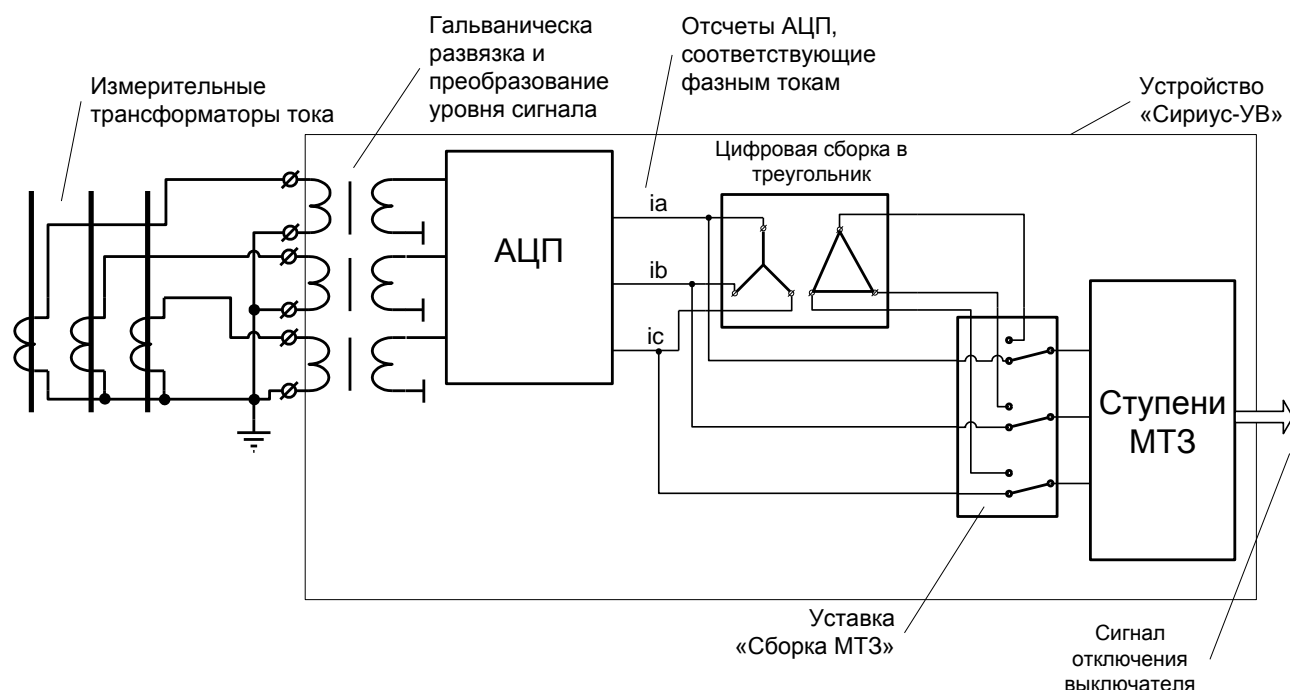 Гальваническа
развязка и
преобразование
уровня сигнала
Отсчеты АЦП,
соответствующие
фазным токам
Измерительные
трансформаторы тока
Устройство
«Сириус-УВ»
Цифровая сборка в
треугольник
АЦП
ia
ib
ic
Ступени
МТЗ
Уставка
«Сборка МТЗ»
Сигнал
отключения
выключателя